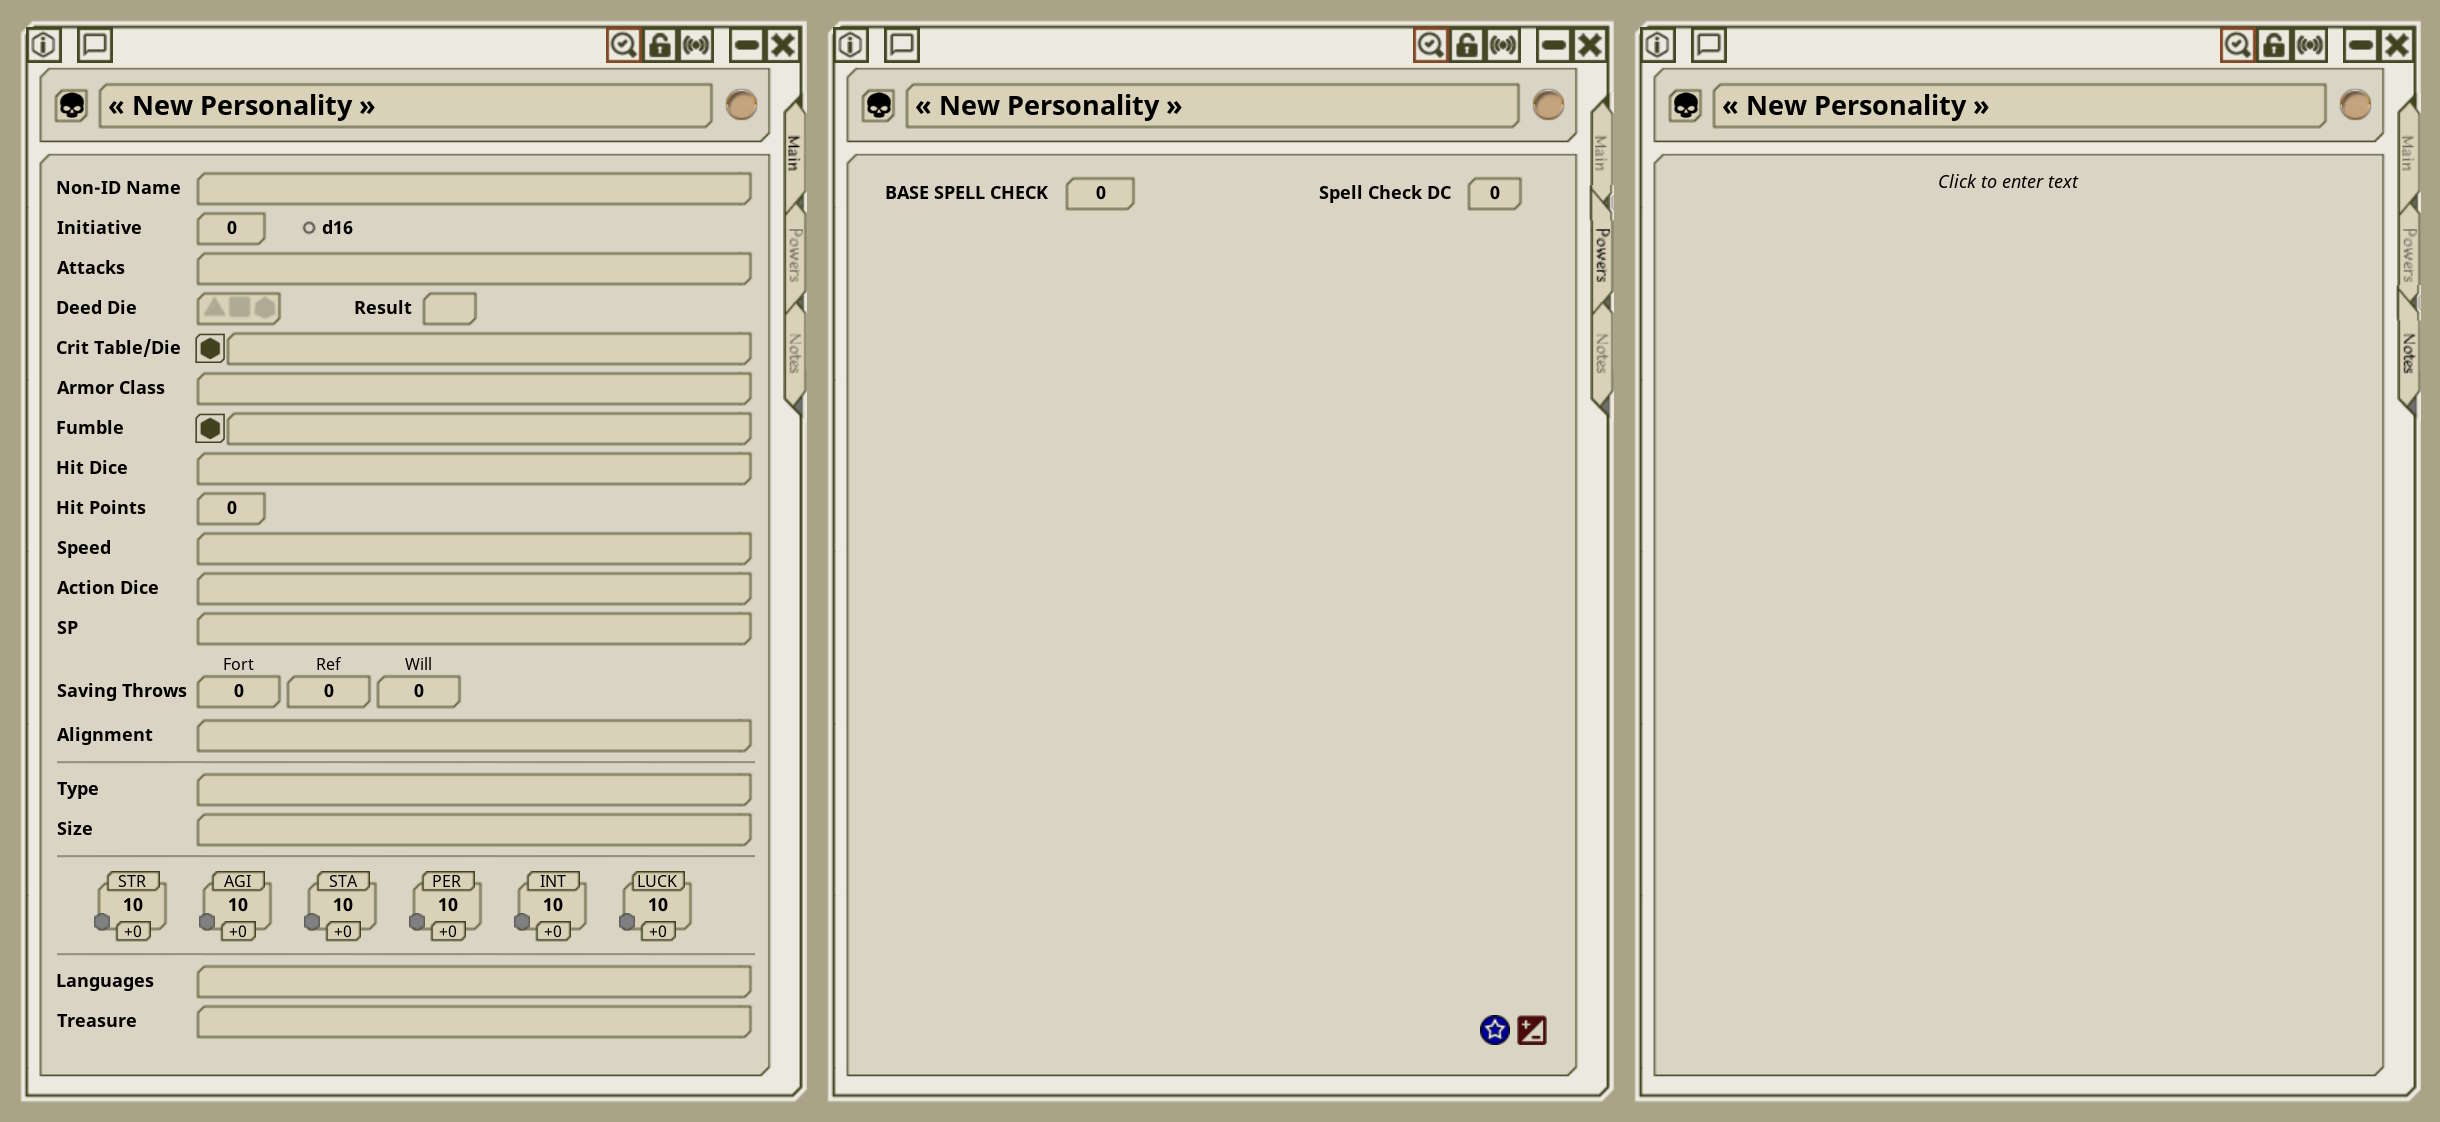 « New Personality »
Main
Powers
Notes
Non-ID Name
Initiative 0 d16
Attacks
Deed Die Result
Crit Table/Die
Armor Class
Fumble
Hit Dice
Hit Points 0
Speed
Action Dice
SP
Fort Ref Will
Saving Throws 0 0 0
Alignment
Type
Size
STR AGI STA PER INT LUCK
10 10 10 10 10 10
+0 +0 +0 +0 +0 +0
Languages
Treasure
« New Personality »
Main
Powers
Notes
BASE SPELL CHECK 0 Spell Check DC 0
« New Personality »
Main
Powers
Notes
Click to enter text